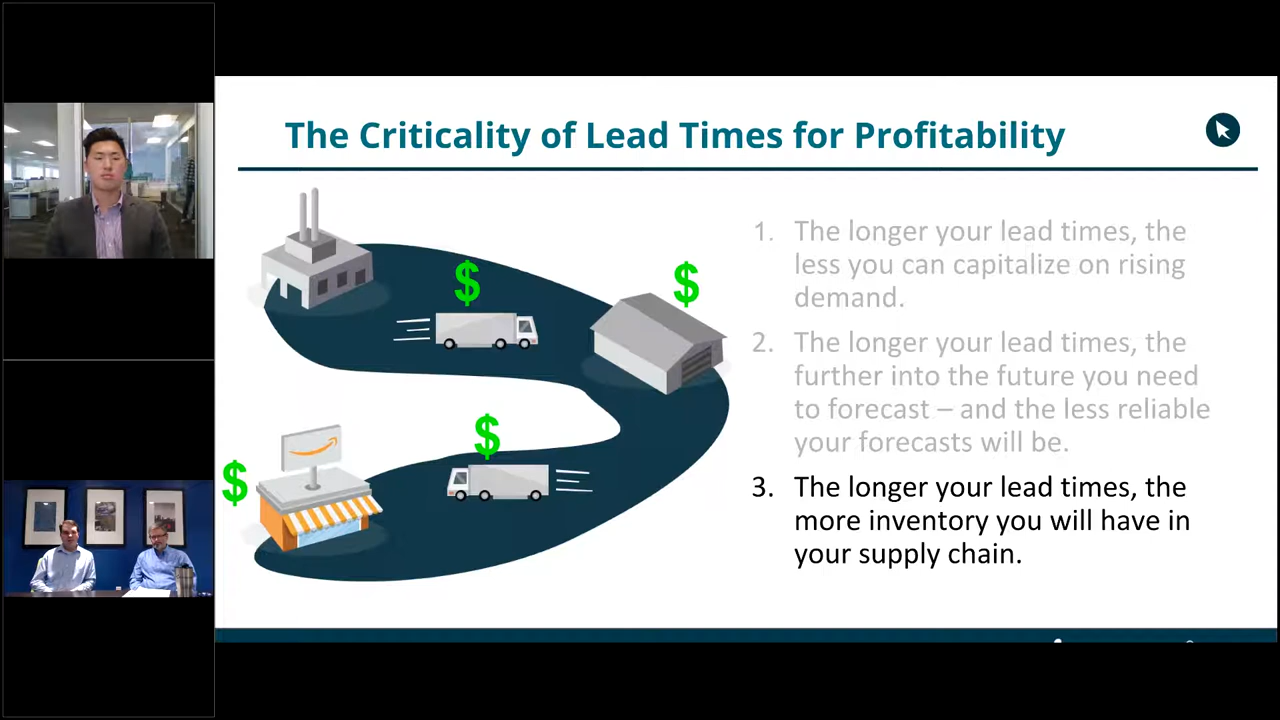 The Criticality of Lead Times for Profitability
$
$
$
$
1. The longer your lead times, the
less you can capitalize on rising
demand.
2. The longer your lead times, the
further into the future you need
to forecast – and the less reliable
your forecasts will be.
3. The longer your lead times, the
more inventory you will have in
your supply chain.